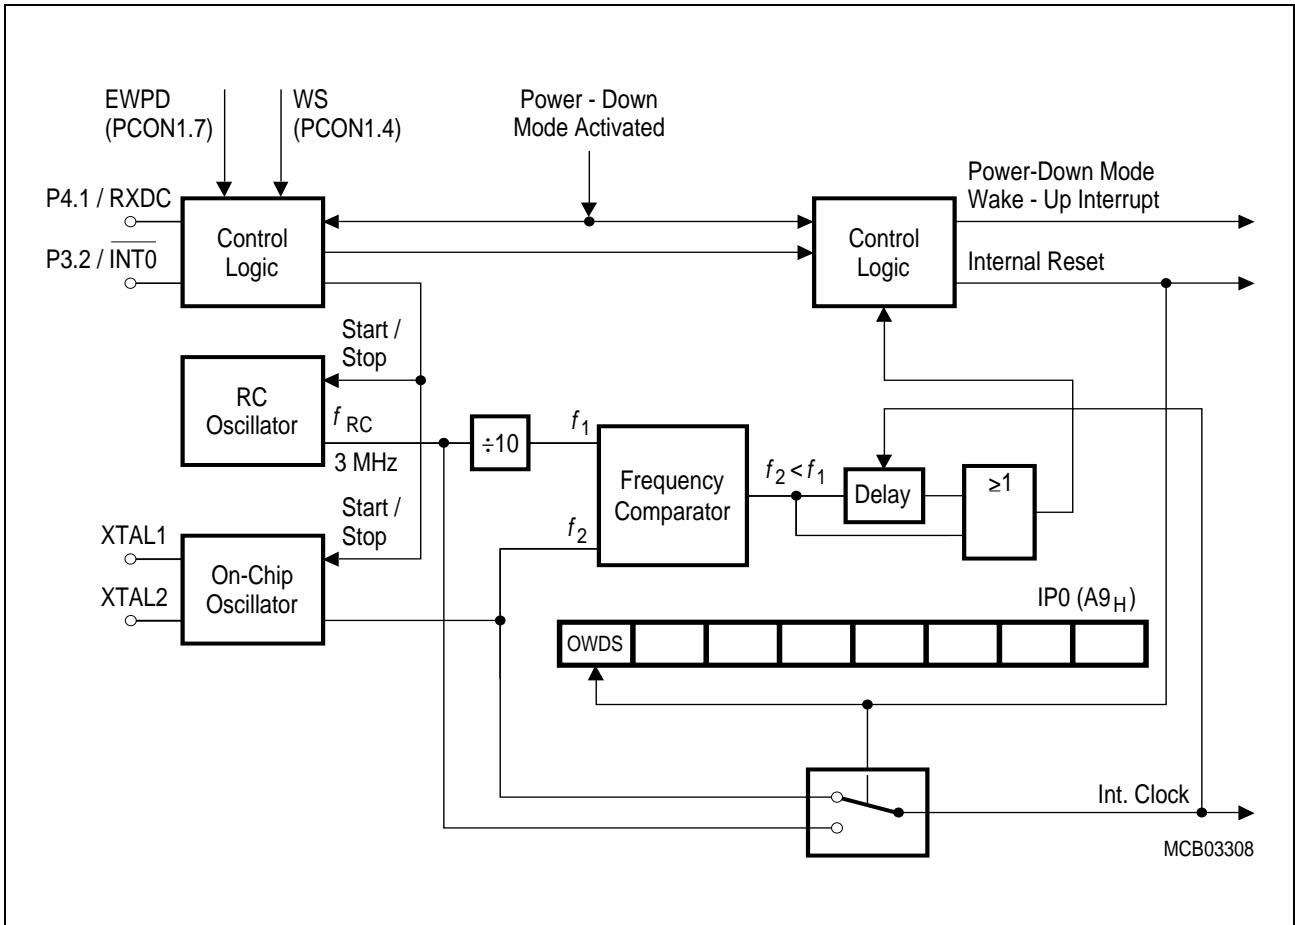 EWPD
(PCON1.7)
WS
(PCON1.4)
Power - Down
Mode Activated
P4.1 / RXDC
P3.2 / INT0
Control
Logic
Control
Logic
Power-Down Mode
Wake - Up Interrupt
Internal Reset
Start /
Stop
RC
Oscillator
f RC
3 MHz
÷10
f1
f2
Frequency
Comparator
f2 < f1
Delay
≥1
Start /
Stop
XTAL1
XTAL2
On-Chip
Oscillator
IP0 (A9H)
OWDS
Int. Clock
MCB03308